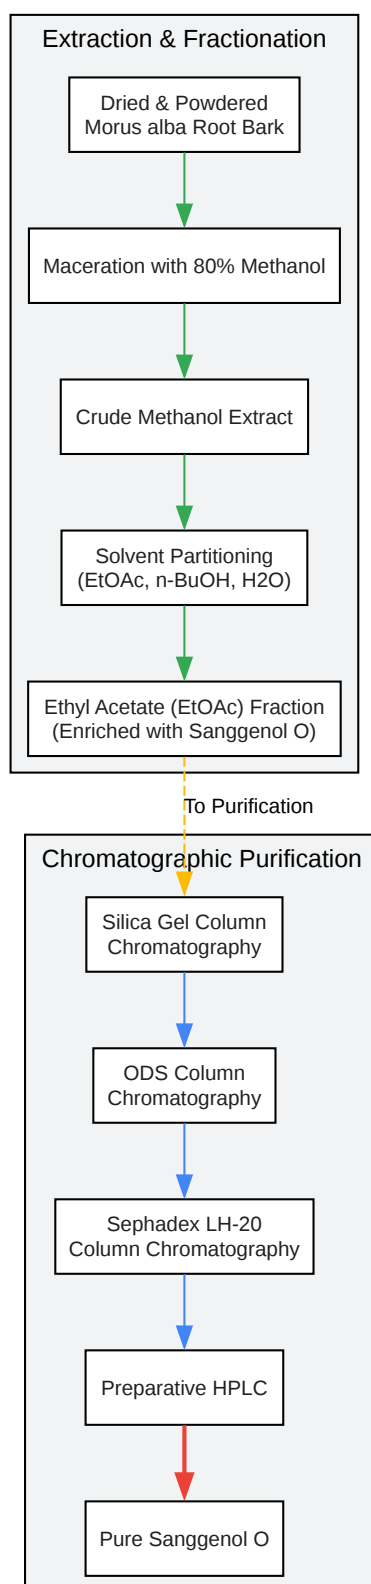 Extraction & Fractionation
Dried & Powdered
Morus alba Root Bark
Maceration with 80% Methanol
Crude Methanol Extract
Solvent Partitioning
(EtOAc, n-BuOH, H2O)
Ethyl Acetate (EtOAc) Fraction
(Enriched with Sanggenol O)
To Purification
Chromatographic Purification
Silica Gel Column
Chromatography
ODS Column
Chromatography
Sephadex LH-20
Column Chromatography
Preparative HPLC
Pure Sanggenol O